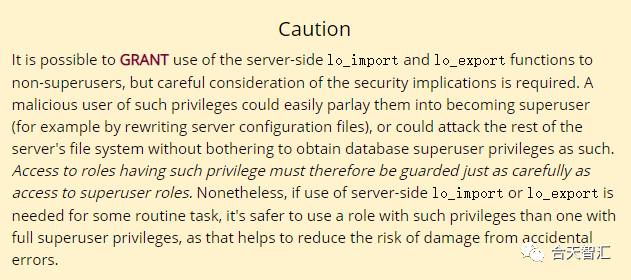 Caution
It is possible to GRANT use of the server-side lo_import and lo_export functions to
non-superusers, but careful consideration of the security implications is required. A
malicious user of such privileges could easily parlay them into becoming superuser
(for example by rewriting server configuration files), or could attack the rest of the
server's file system without bothering to obtain database superuser privileges as such.
Access to roles having such privilege must therefore be guarded just as carefully as
access to superuser roles. Nonetheless, if use of server-side lo_import or lo_export is
needed for some routine task, it's safer to use a role with such privileges than one with
full superuser privileges, as that helps to reduce the risk of damage from accidental
errors.
台天智汇